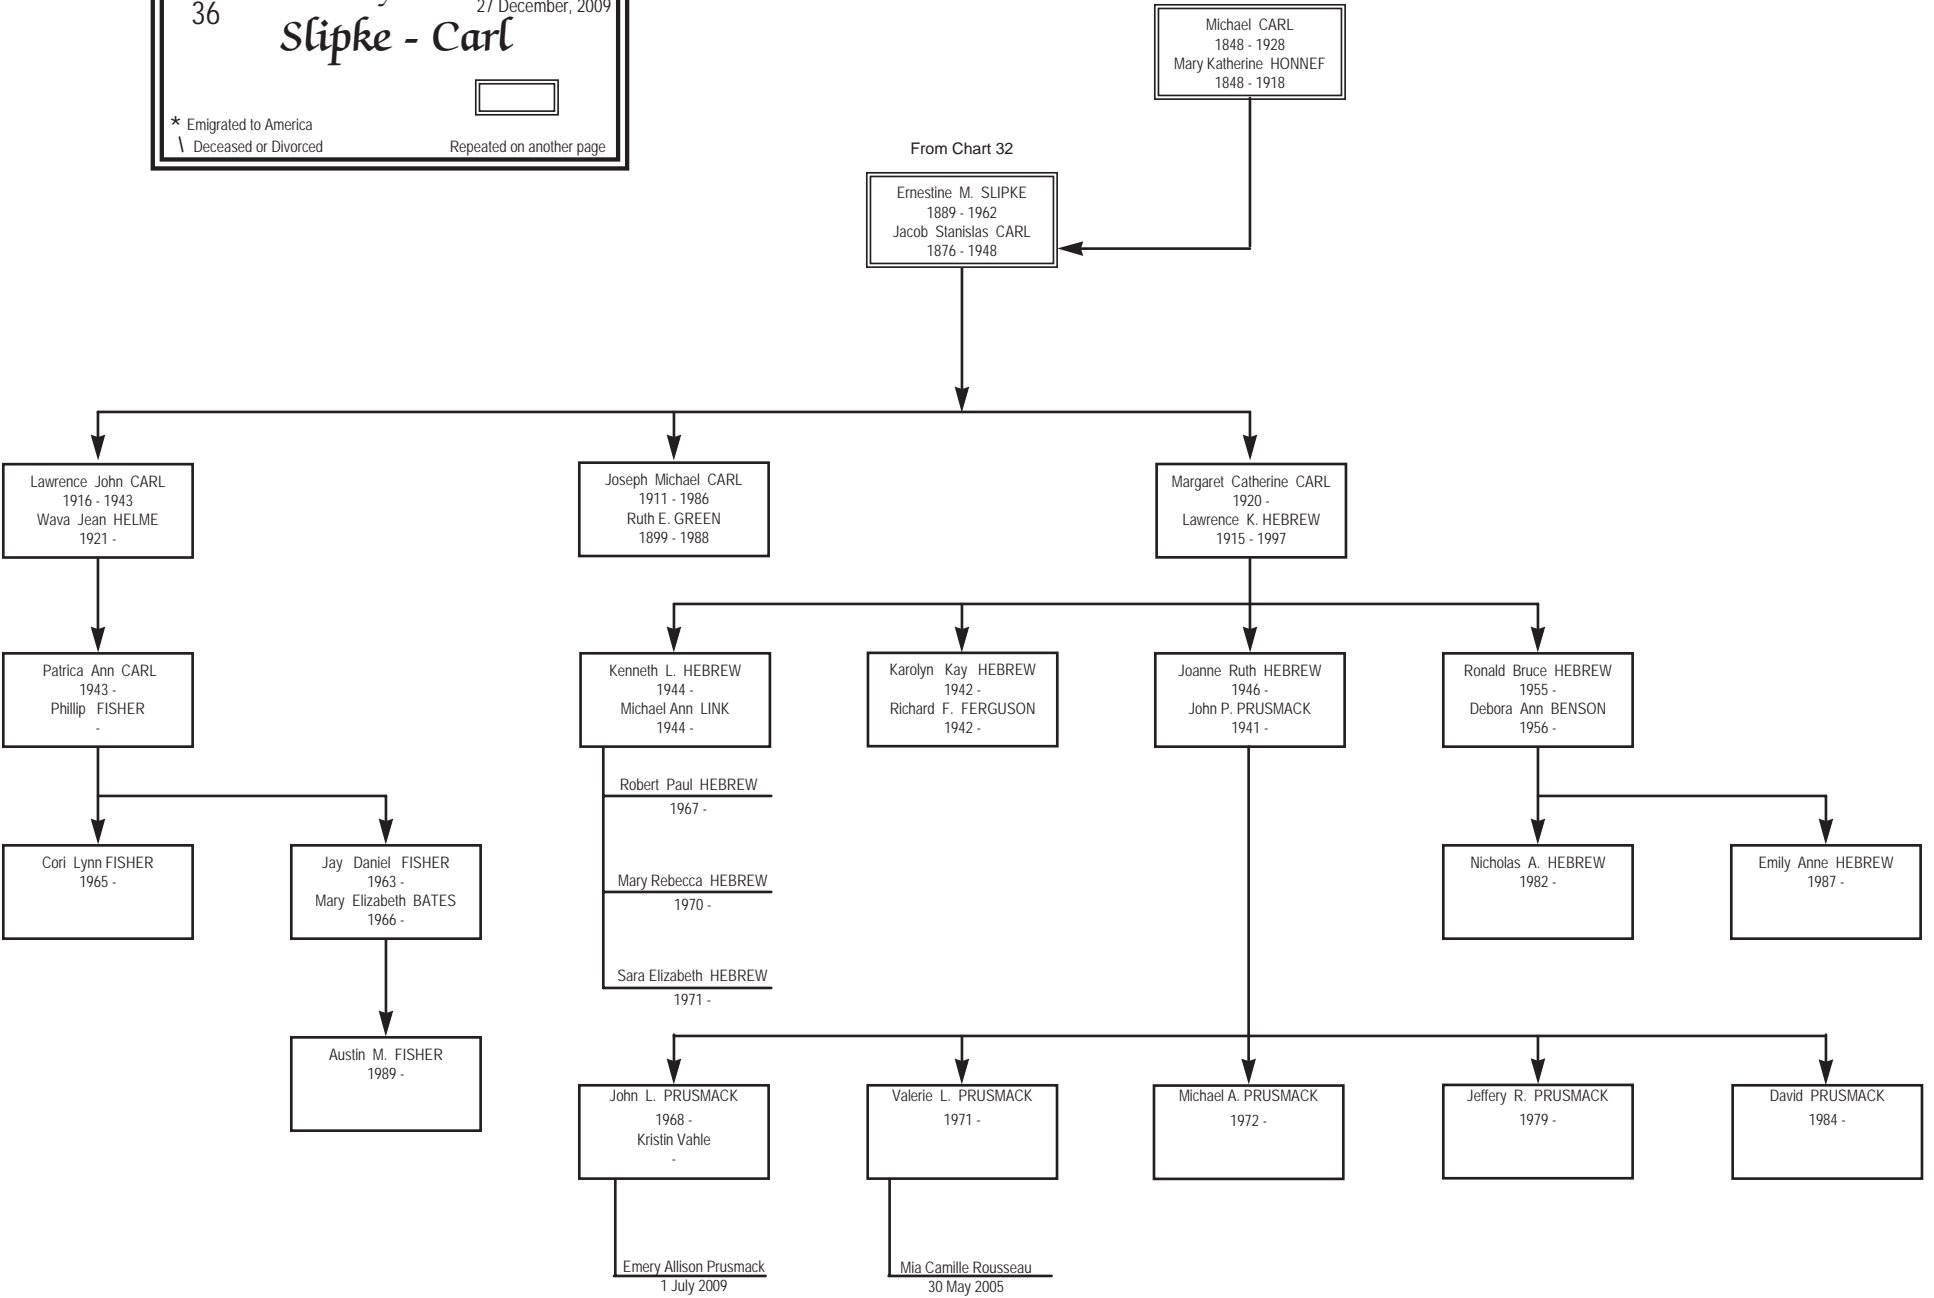 36
27 December, 2009
Slipke - Carl
* Emigrated to America
\ Deceased or Divorced
Repeated on another page
Michael CARL
1848 - 1928
Mary Katherine HONNEF
1848 - 1918
From Chart 32
Ernestine M. SLIPKE
1889 - 1962
Jacob Stanislas CARL
1876 - 1948
Lawrence John CARL
1916 - 1943
Wava Jean HELME
1921 -
Joseph Michael CARL
1911 - 1986
Ruth E. GREEN
1899 - 1988
Margaret Catherine CARL
1920 -
Lawrence K. HEBREW
1915 - 1997
Patrica Ann CARL
1943 -
Phillip FISHER
-
Kenneth L. HEBREW
1944 -
Michael Ann LINK
1944 -
Karolyn Kay HEBREW
1942 -
Richard F. FERGUSON
1942 -
Joanne Ruth HEBREW
1946 -
John P. PRUSMACK
1941 -
Ronald Bruce HEBREW
1955 -
Debora Ann BENSON
1956 -
Robert Paul HEBREW
1967 -
Mary Rebecca HEBREW
1970 -
Sara Elizabeth HEBREW
1971 -
Cori Lynn FISHER
1965 -
Jay Daniel FISHER
1963 -
Mary Elizabeth BATES
1966 -
Nicholas A. HEBREW
1982 -
Emily Anne HEBREW
1987 -
Austin M. FISHER
1989 -
John L. PRUSMACK
1968 -
Kristin Vahle
-
Valerie L. PRUSMACK
1971 -
Michael A. PRUSMACK
1972 -
Jeffery R. PRUSMACK
1979 -
David PRUSMACK
1984 -
Emery Allison Prusmack
1 July 2009
Mia Camille Rousseau
30 May 2005